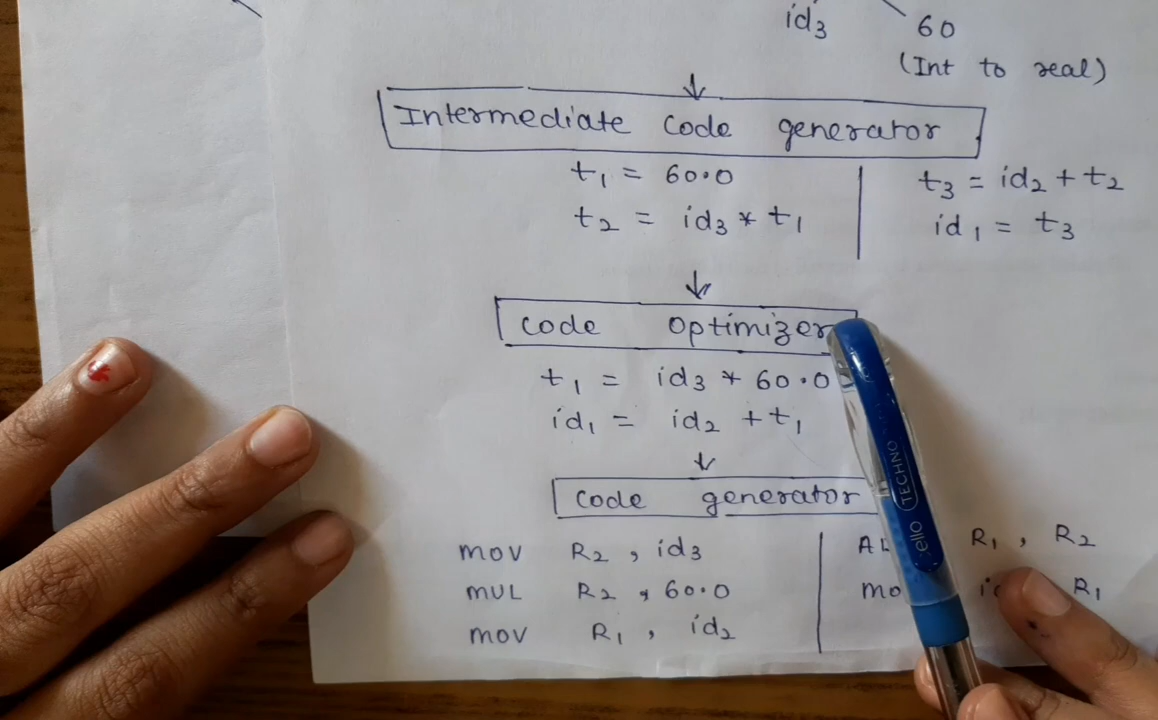 id3 60
(Int to real)
Intermediate code generator
t1 = 60.0
t2 = id3 * t1
t3 = id2 + t2
id1 = t3
code optimizer
t1 = id3 * 60.0
id1 = id2 + t1
code generator
mov R2 , id3
MUL R2 , 60.0
mov R1 , id2
R1 , R2
R1
TECHNO